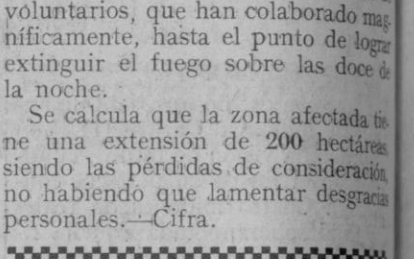 voluntarios, que han colaborado mag-
níficamente, hasta el punto de lograr
extinguir el fuego sobre las doce de
la noche.
Se calcula que la zona afectada tie-
ne una extensión de 200 hectáreas,
siendo las pérdidas de consideración,
no habiendo que lamentar desgracias
personales.—Cifra.